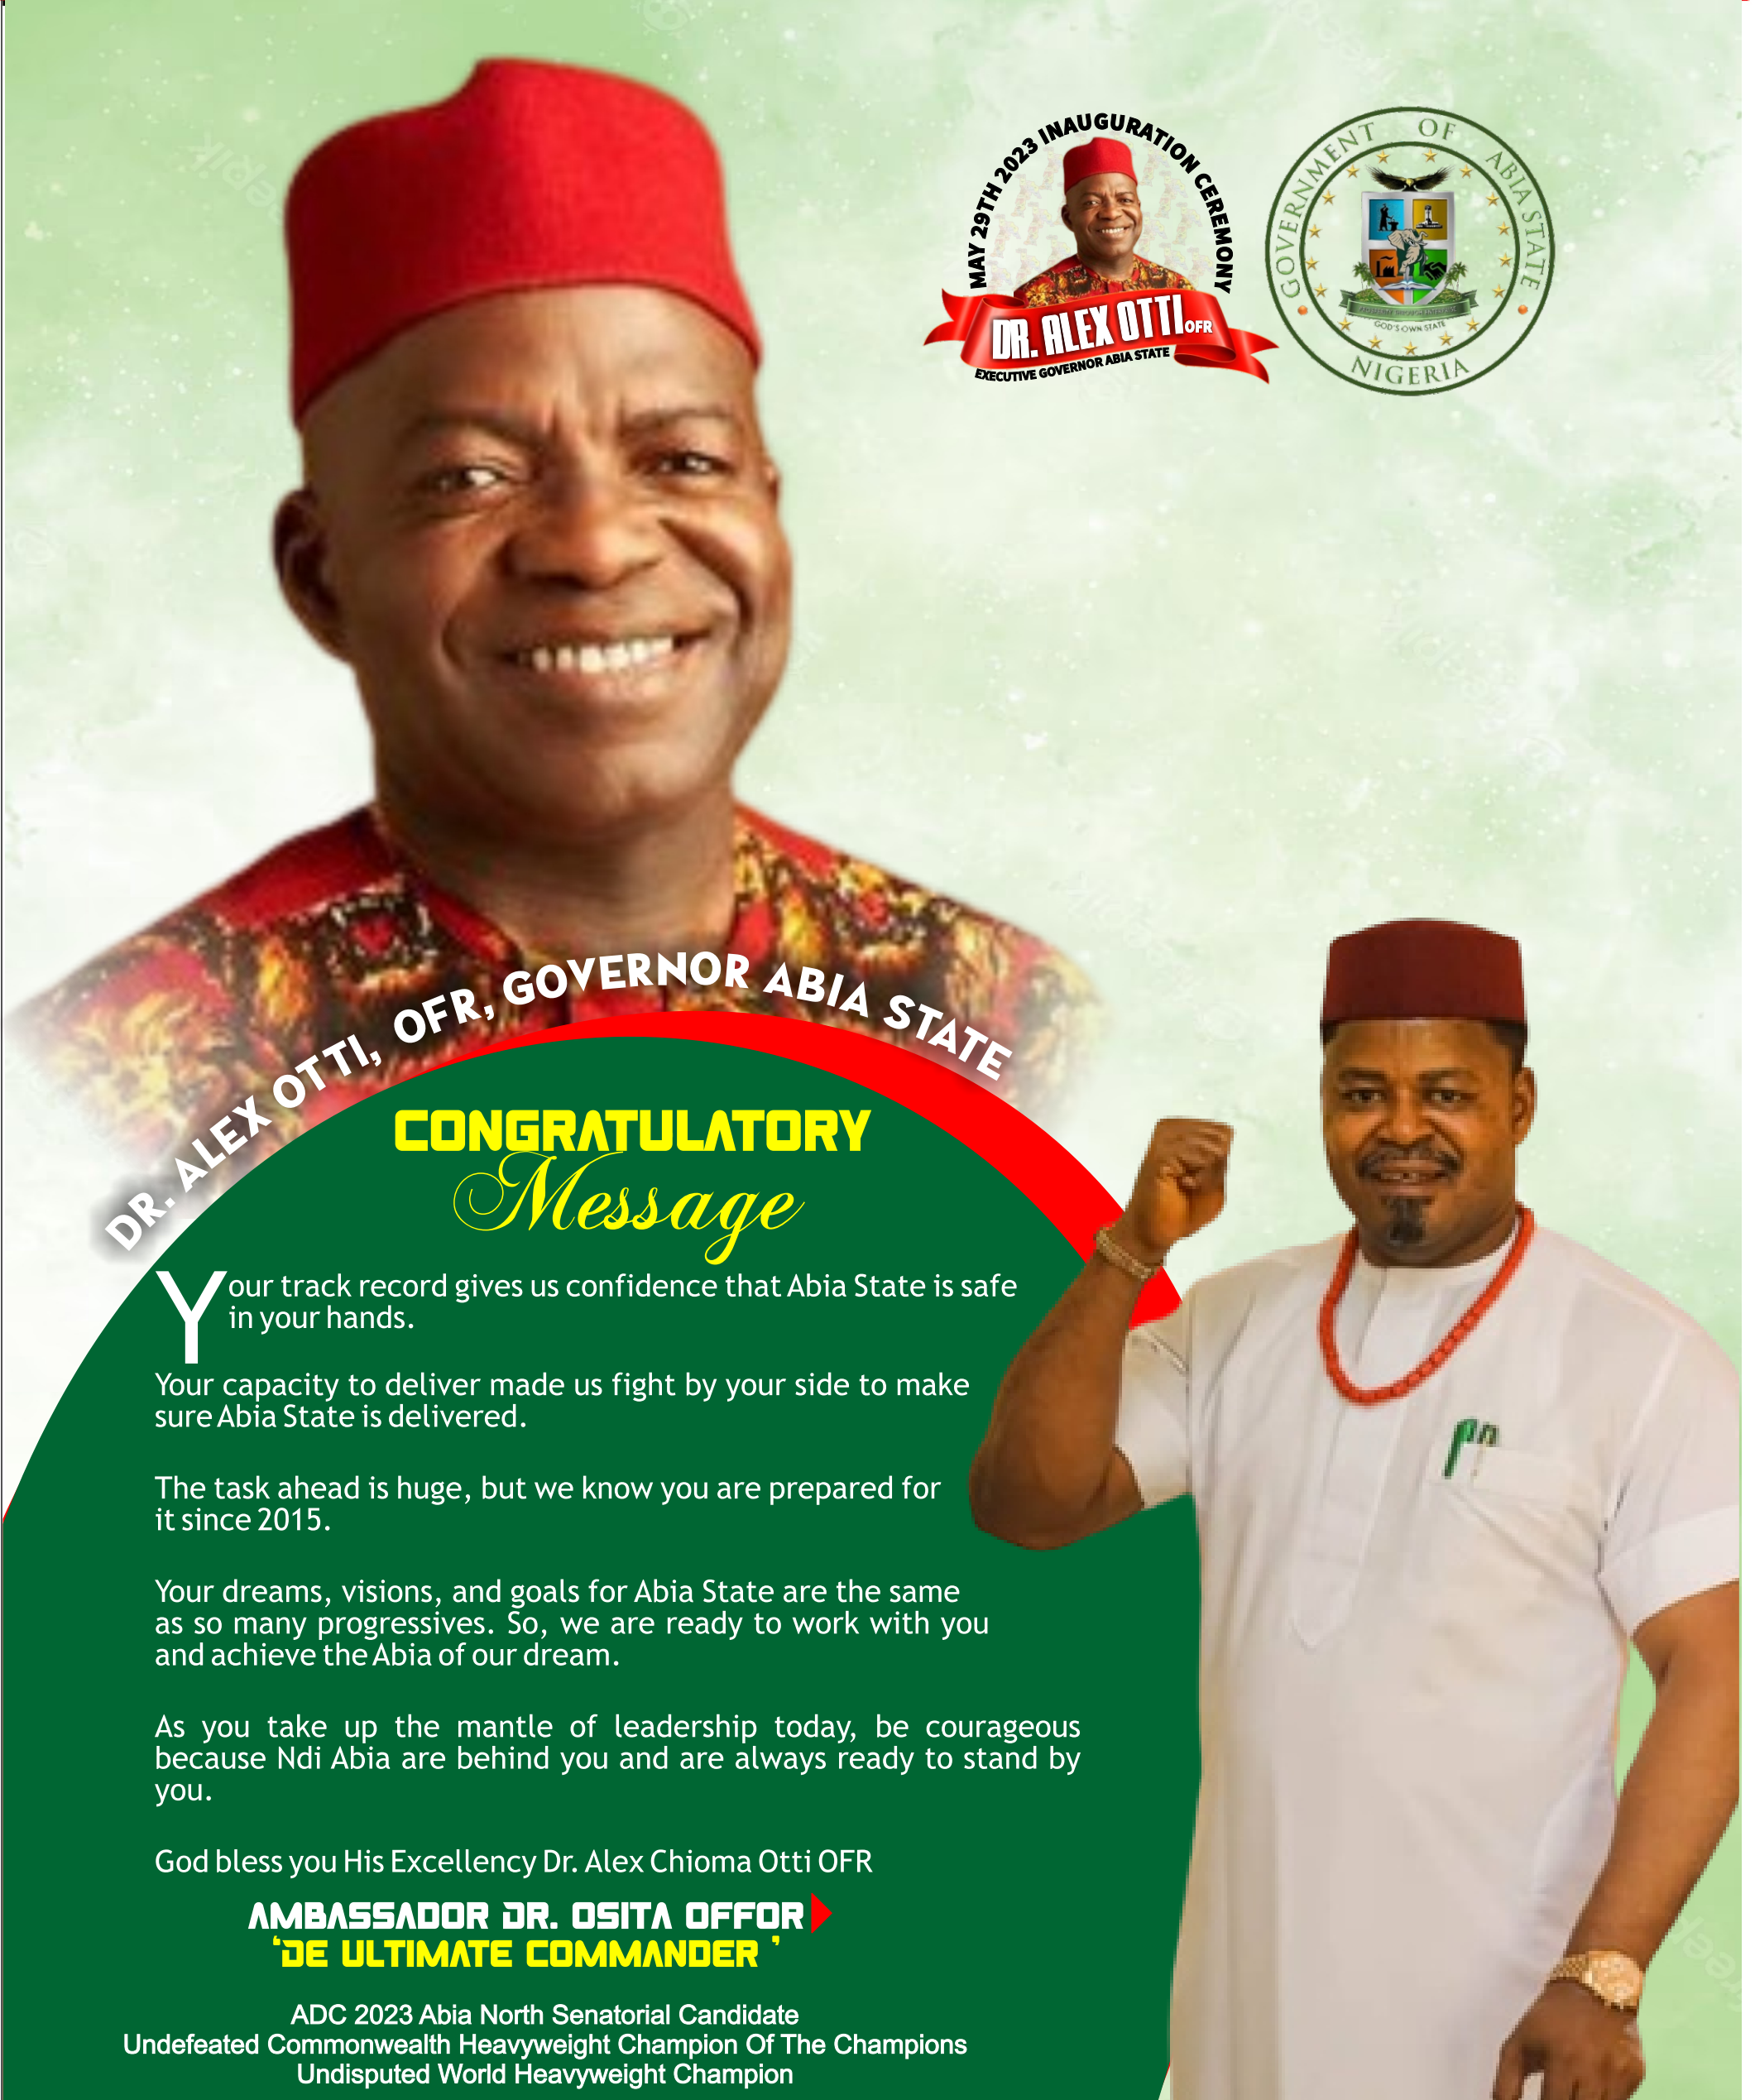 MAY 29TH 2023 INAUGURATION CEREMONY
DR. ALEX OTTI OFR
EXECUTIVE GOVERNOR ABIA STATE
GOVERNMENT OF ABIA STATE
GOD'S OWN STATE
NIGERIA
DR. ALEX OTTI, OFR, GOVERNOR ABIA STATE
CONGRATULATORY
Message
Your track record gives us confidence that Abia State is safe
in your hands.
Your capacity to deliver made us fight by your side to make
sure Abia State is delivered.
The task ahead is huge, but we know you are prepared for
it since 2015.
Your dreams, visions, and goals for Abia State are the same
as so many progressives. So, we are ready to work with you
and achieve the Abia of our dream.
As you take up the mantle of leadership today, be courageous
because Ndi Abia are behind you and are always ready to stand by
you.
God bless you His Excellency Dr. Alex Chioma Otti OFR
AMBASSADOR DR. OSITA OFFOR
‘DE ULTIMATE COMMANDER ’
ADC 2023 Abia North Senatorial Candidate
Undefeated Commonwealth Heavyweight Champion Of The Champions
Undisputed World Heavyweight Champion